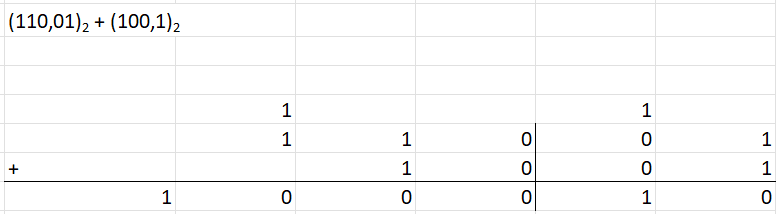 (110,01)₂ + (100,1)₂
1 1
1 1 0 0 1
+ 1 0 0 1
1 0 0 0 1 0